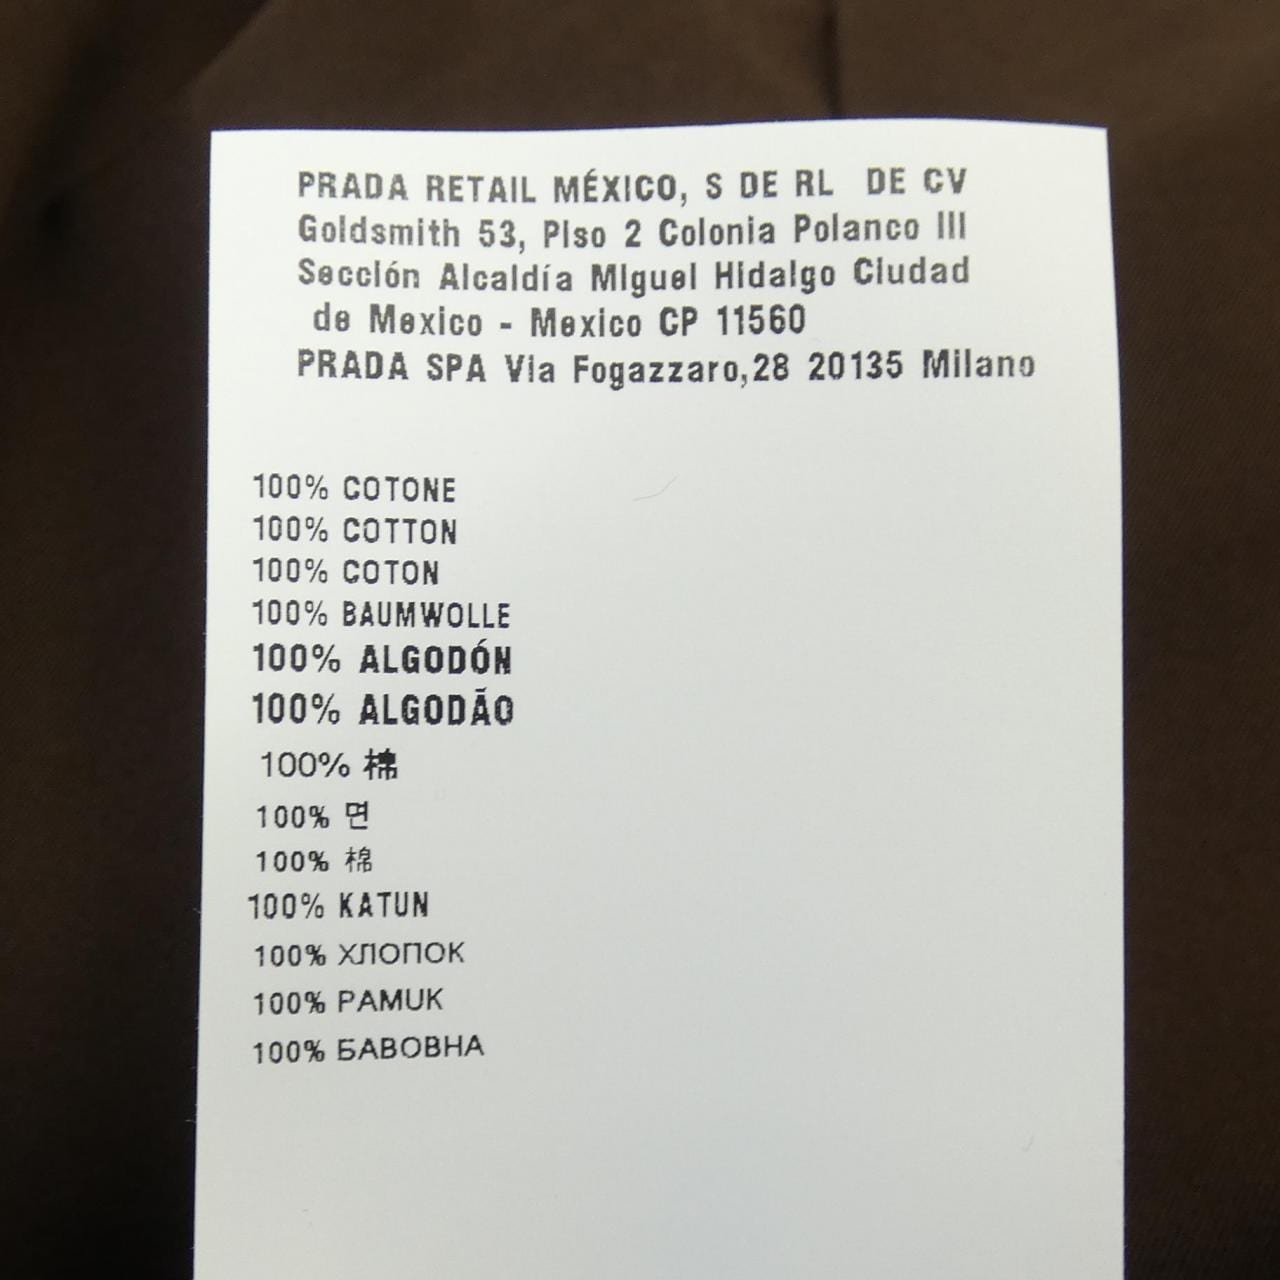 PRADA RETAIL MÉXICO, S DE RL DE CV
Goldsmith 53, Piso 2 Colonia Polanco III
Sección Alcaldía Miguel Hidalgo Ciudad
de Mexico - Mexico CP 11560
PRADA SPA Via Fogazzaro,28 20135 Milano
100% COTONE
100% COTTON
100% COTON
100% BAUMWOLLE
100% ALGODÓN
100% ALGODÃO
100% 棉
100% 면
100% 棉
100% KATUN
100% ХЛОПОК
100% PAMUK
100% БАВОВНА